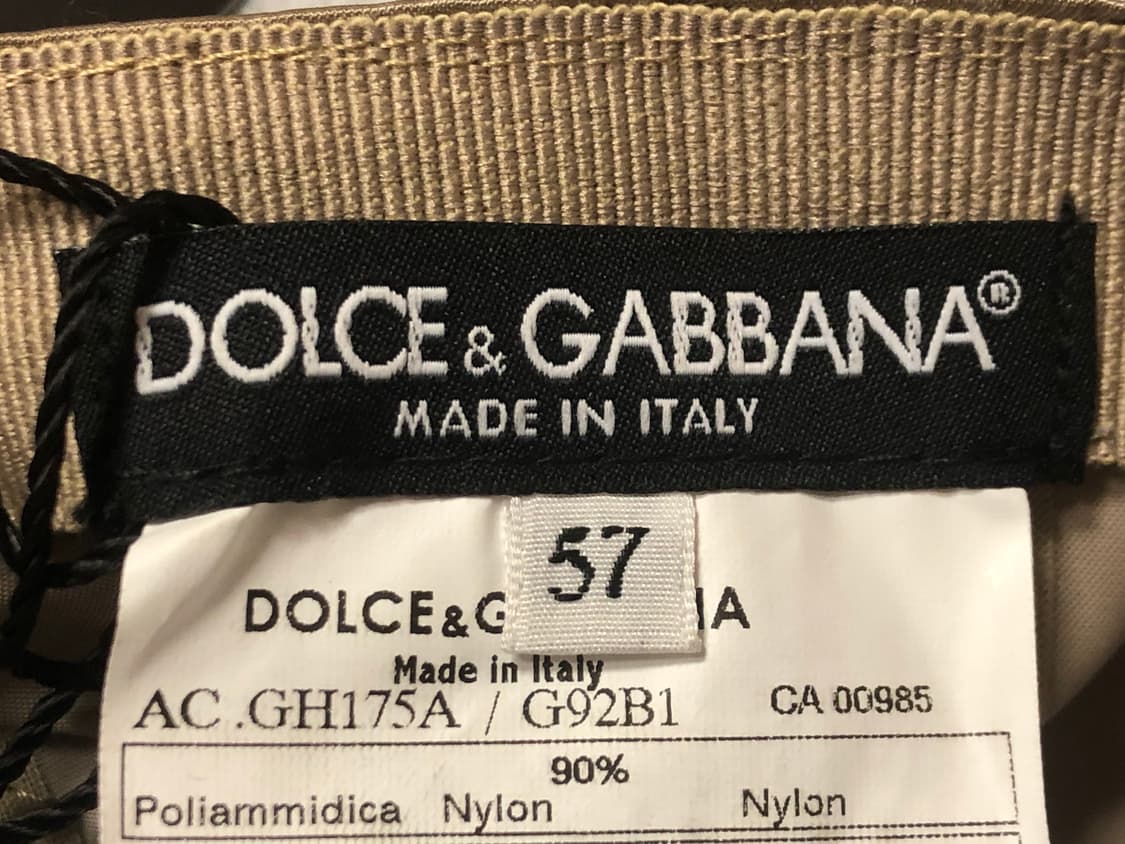 DOLCE & GABBANA®
MADE IN ITALY
57
DOLCE&G NA
Made in Italy
AC.GH175A / G92B1 CA 00985
90%
Poliammidica Nylon Nylon